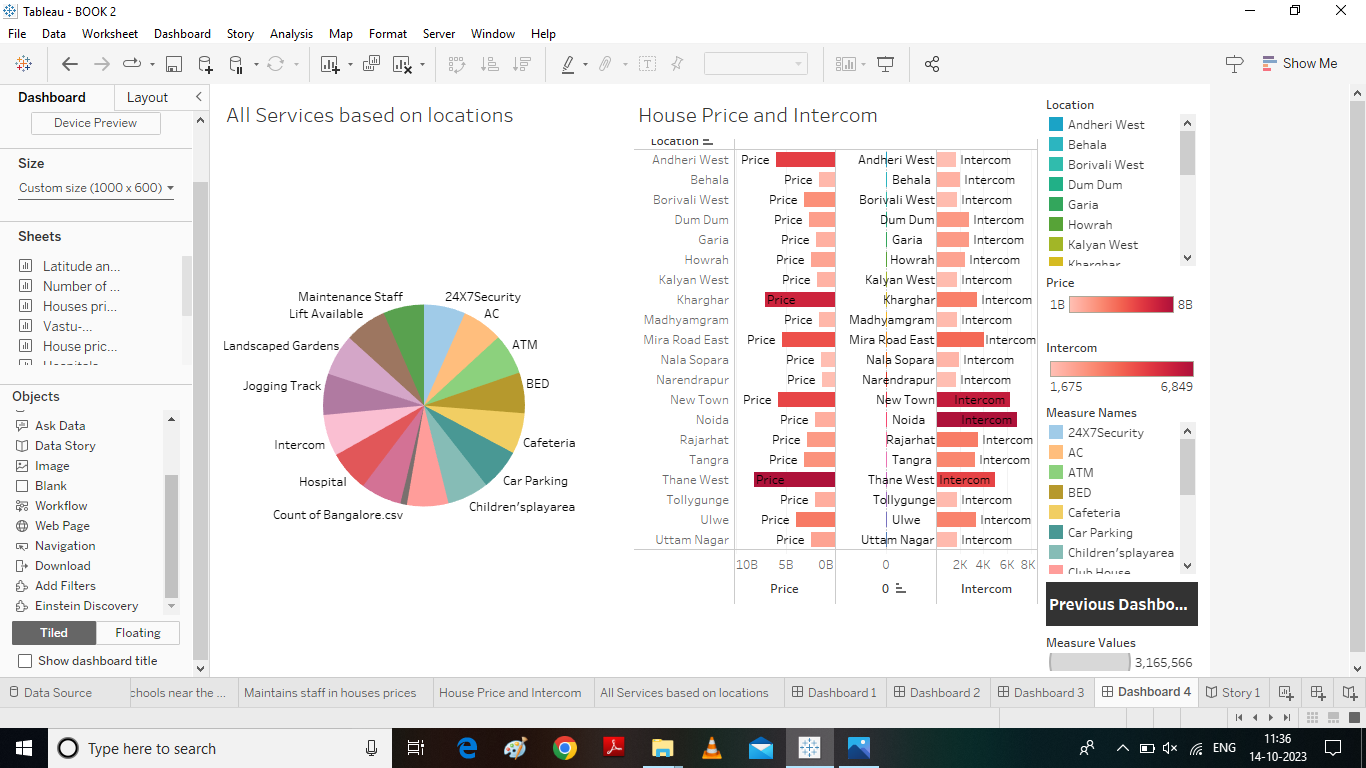 Tableau - BOOK 2
File Data Worksheet Dashboard Story Analysis Map Format Server Window Help
Show Me
Dashboard Layout
Device Preview
Size
Custom size (1000 x 600)
Sheets
Latitude an...
Number of ...
Houses pri...
Vastu-...
House pric...
Hospitals
Objects
Ask Data
Data Story
Image
Blank
Workflow
Web Page
Navigation
Download
Add Filters
Einstein Discovery
Tiled Floating
Show dashboard title
All Services based on locations
Maintenance Staff
24X7Security
Lift Available
AC
Landscaped Gardens
ATM
Jogging Track
BED
Intercom
Cafeteria
Hospital
Car Parking
Count of Bangalore.csv
Children'splayarea
House Price and Intercom
Location
Andheri West Price Andheri West Intercom
Behala Price Behala Intercom
Borivali West Price Borivali West Intercom
Dum Dum Price Dum Dum Intercom
Garia Price Garia Intercom
Howrah Price Howrah Intercom
Kalyan West Price Kalyan West Intercom
Kharghar Price Kharghar Intercom
Madhyamgram Price Madhyamgram Intercom
Mira Road East Price Mira Road East Intercom
Nala Sopara Price Nala Sopara Intercom
Narendrapur Price Narendrapur Intercom
New Town Price New Town Intercom
Noida Price Noida Intercom
Rajarhat Price Rajarhat Intercom
Tangra Price Tangra Intercom
Thane West Price Thane West Intercom
Tollygunge Price Tollygunge Intercom
Ulwe Price Ulwe Intercom
Uttam Nagar Price Uttam Nagar Intercom
10B 5B 0B 0 2K 4K 6K 8K
Price 0 Intercom
Location
Andheri West
Behala
Borivali West
Dum Dum
Garia
Howrah
Kalyan West
Kharghar
Price
1B 8B
Intercom
1,675 6,849
Measure Names
24X7Security
AC
ATM
BED
Cafeteria
Car Parking
Children'splayarea
Club House
Previous Dashbo...
Measure Values
3,165,566
Data Source chools near the ... Maintains staff in houses prices House Price and Intercom All Services based on locations Dashboard 1 Dashboard 2 Dashboard 3 Dashboard 4 Story 1
Type here to search
ENG
11:36
14-10-2023